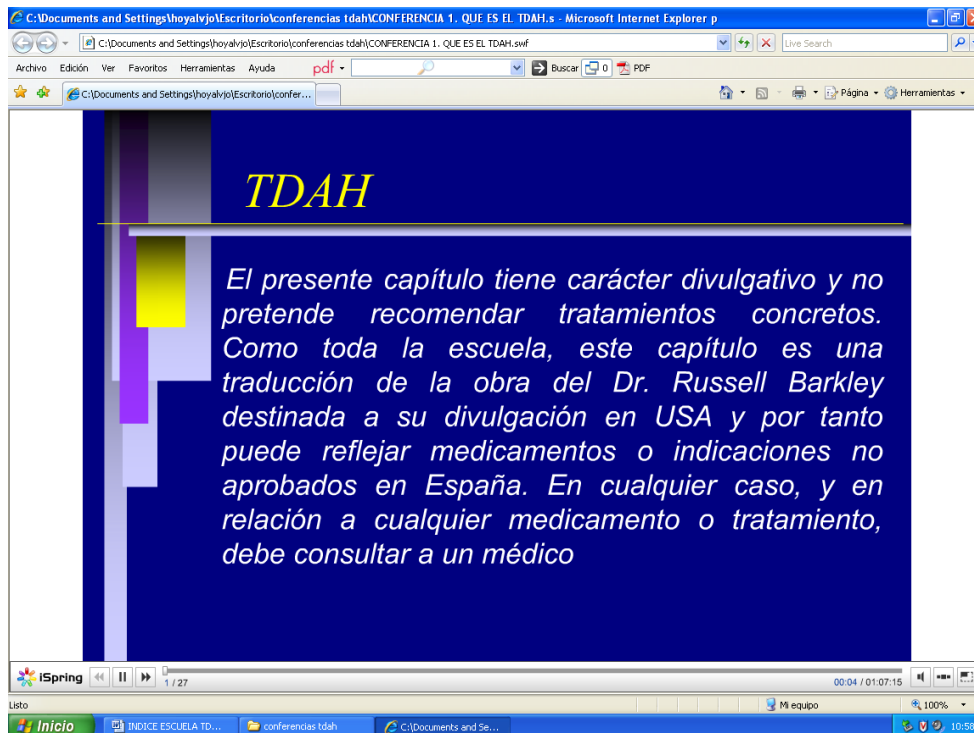 C:\Documents and Settings\hoyalvjo\Escritorio\conferencias tdah\CONFERENCIA 1. QUE ES EL TDAH.s - Microsoft Internet Explorer p
C:\Documents and Settings\hoyalvjo\Escritorio\conferencias tdah\CONFERENCIA 1. QUE ES EL TDAH.swf
Live Search
Archivo Edición Ver Favoritos Herramientas Ayuda pdf Buscar 0 PDF
C:\Documents and Settings\hoyalvjo\Escritorio\confer... Página Herramientas
TDAH
El presente capítulo tiene carácter divulgativo y no
pretende recomendar tratamientos concretos.
Como toda la escuela, este capítulo es una
traducción de la obra del Dr. Russell Barkley
destinada a su divulgación en USA y por tanto
puede reflejar medicamentos o indicaciones no
aprobados en España. En cualquier caso, y en
relación a cualquier medicamento o tratamiento,
debe consultar a un médico
iSpring 1 / 27 00:04 / 01:07:15
Listo Mi equipo 100%
Inicio INDICE ESCUELA TD... conferencias tdah C:\Documents and Se... 10:58